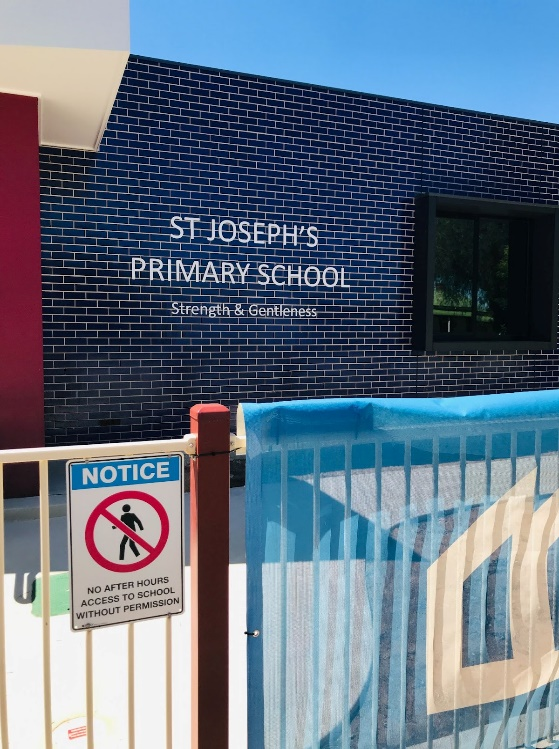 ST JOSEPH'S
PRIMARY SCHOOL
Strength & Gentleness
NOTICE
NO AFTER HOURS
ACCESS TO SCHOOL
WITHOUT PERMISSION